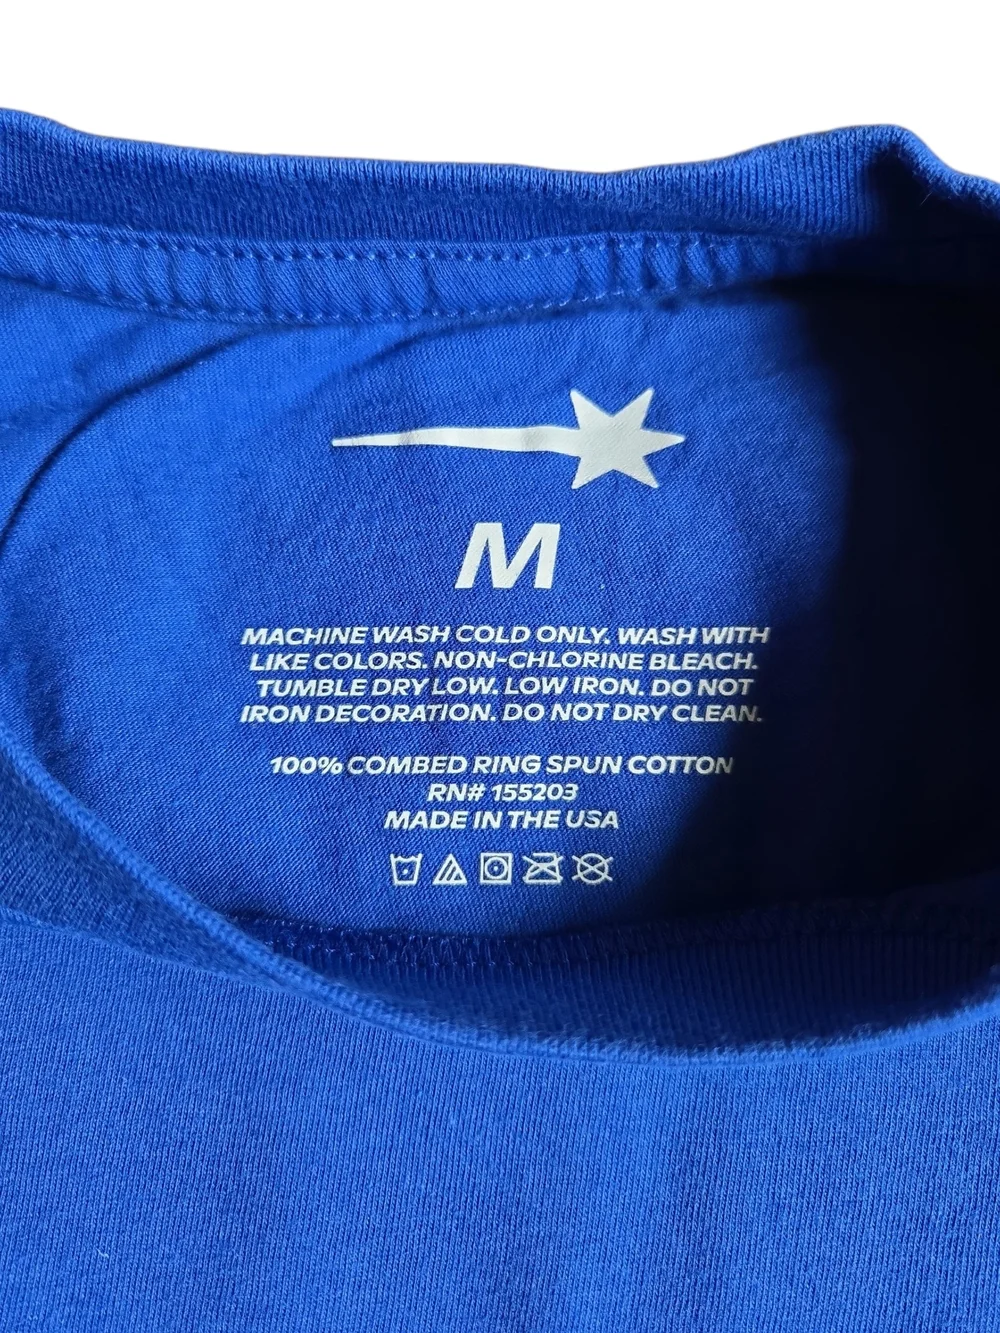 M
MACHINE WASH COLD ONLY. WASH WITH
LIKE COLORS. NON-CHLORINE BLEACH.
TUMBLE DRY LOW. LOW IRON. DO NOT
IRON DECORATION. DO NOT DRY CLEAN.
100% COMBED RING SPUN COTTON
RN# 155203
MADE IN THE USA